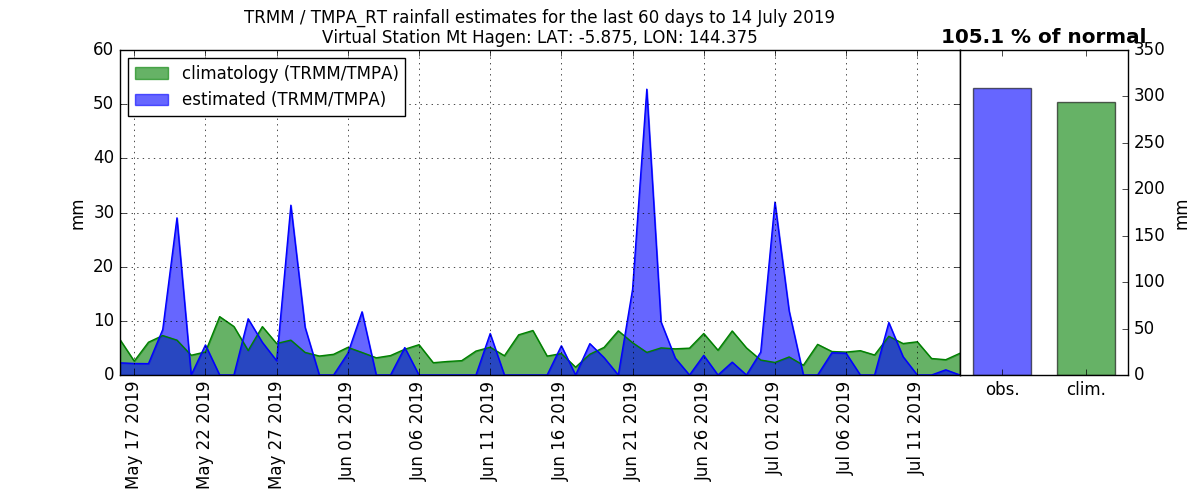 TRMM / TMPA_RT rainfall estimates for the last 60 days to 14 July 2019
Virtual Station Mt Hagen: LAT: -5.875, LON: 144.375
105.1 % of normal
climatology (TRMM/TMPA)
estimated (TRMM/TMPA)
60
50
40
30
20
10
0
mm
350
300
250
200
150
100
50
0
mm
May 17 2019
May 22 2019
May 27 2019
Jun 01 2019
Jun 06 2019
Jun 11 2019
Jun 16 2019
Jun 21 2019
Jun 26 2019
Jul 01 2019
Jul 06 2019
Jul 11 2019
obs.
clim.